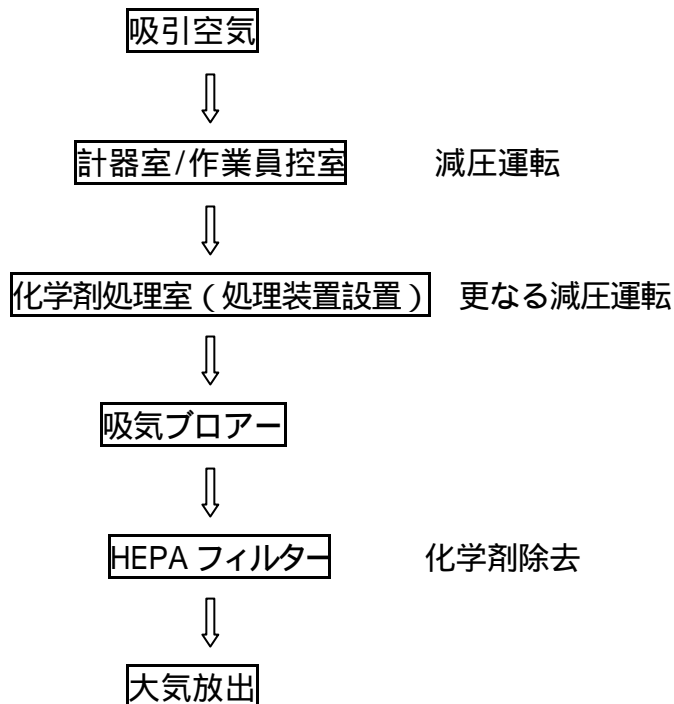 吸引空気
計器室/作業員控室 減圧運転
化学剤処理室(処理装置設置) 更なる減圧運転
吸気ブロアー
HEPA フィルター 化学剤除去
大気放出